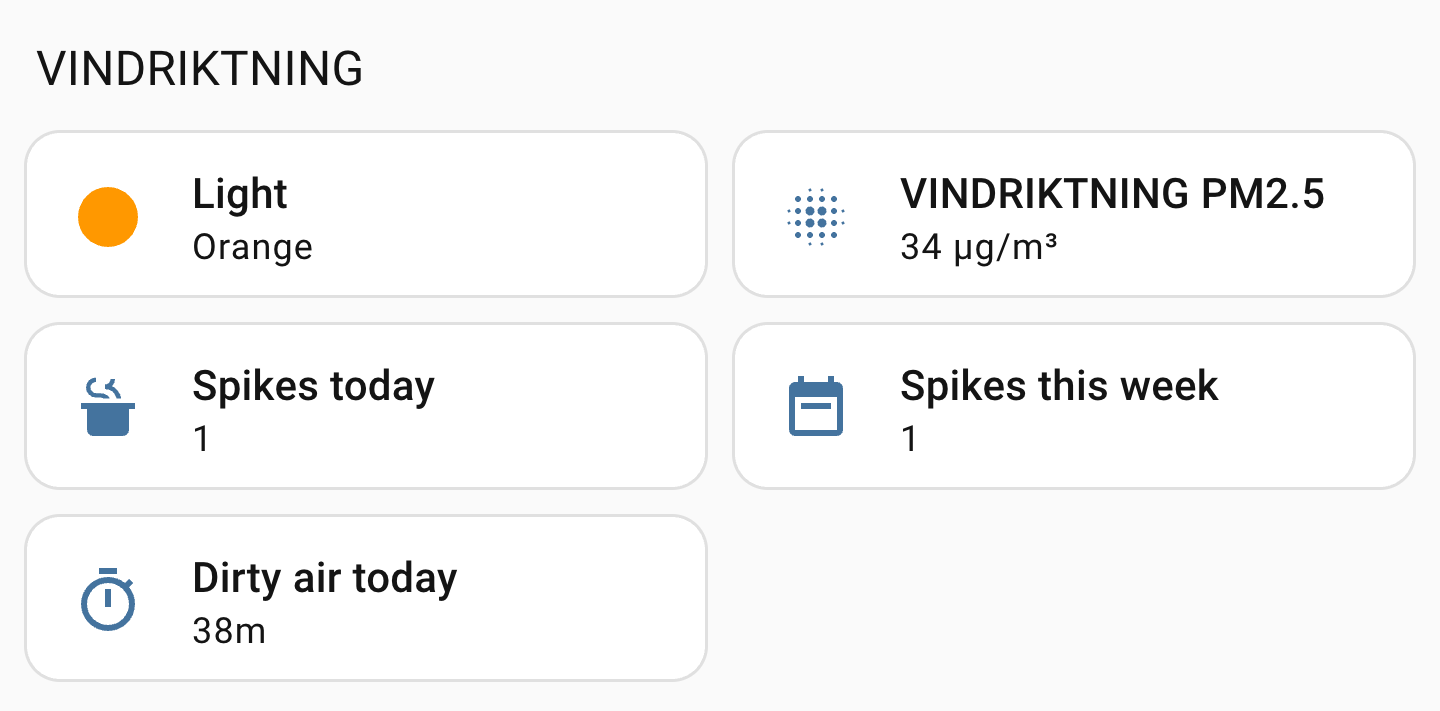 VINDRIKTNING
Light
Orange
VINDRIKTNING PM2.5
34 µg/m³
Spikes today
1
Spikes this week
1
Dirty air today
38m